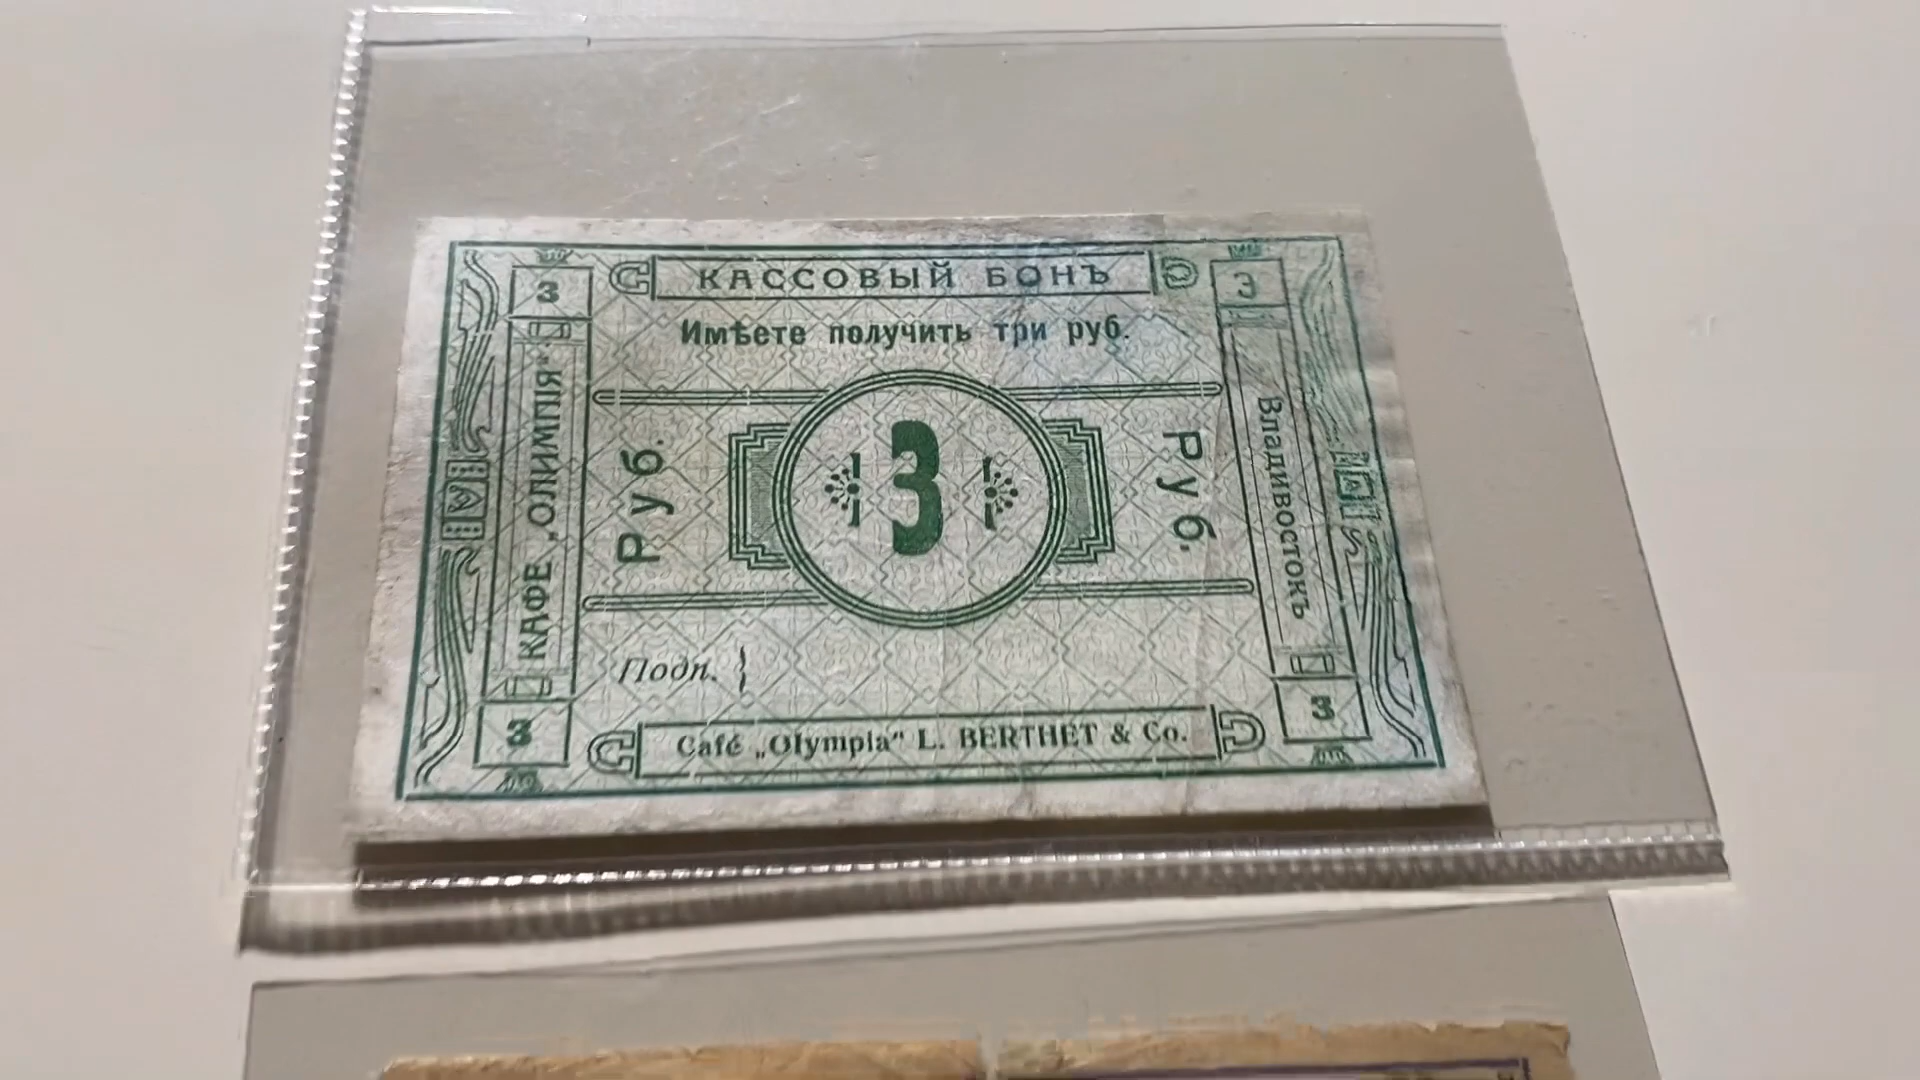 3
КАССОВЫЙ БОНЪ
3
Имѣете получить три руб.
КАФЕ „ОЛИМПІЯ“
Руб.
3
Руб.
Владивостокъ
Подп.
3
Café „Olympia“ L. BERTHET & Co.
3